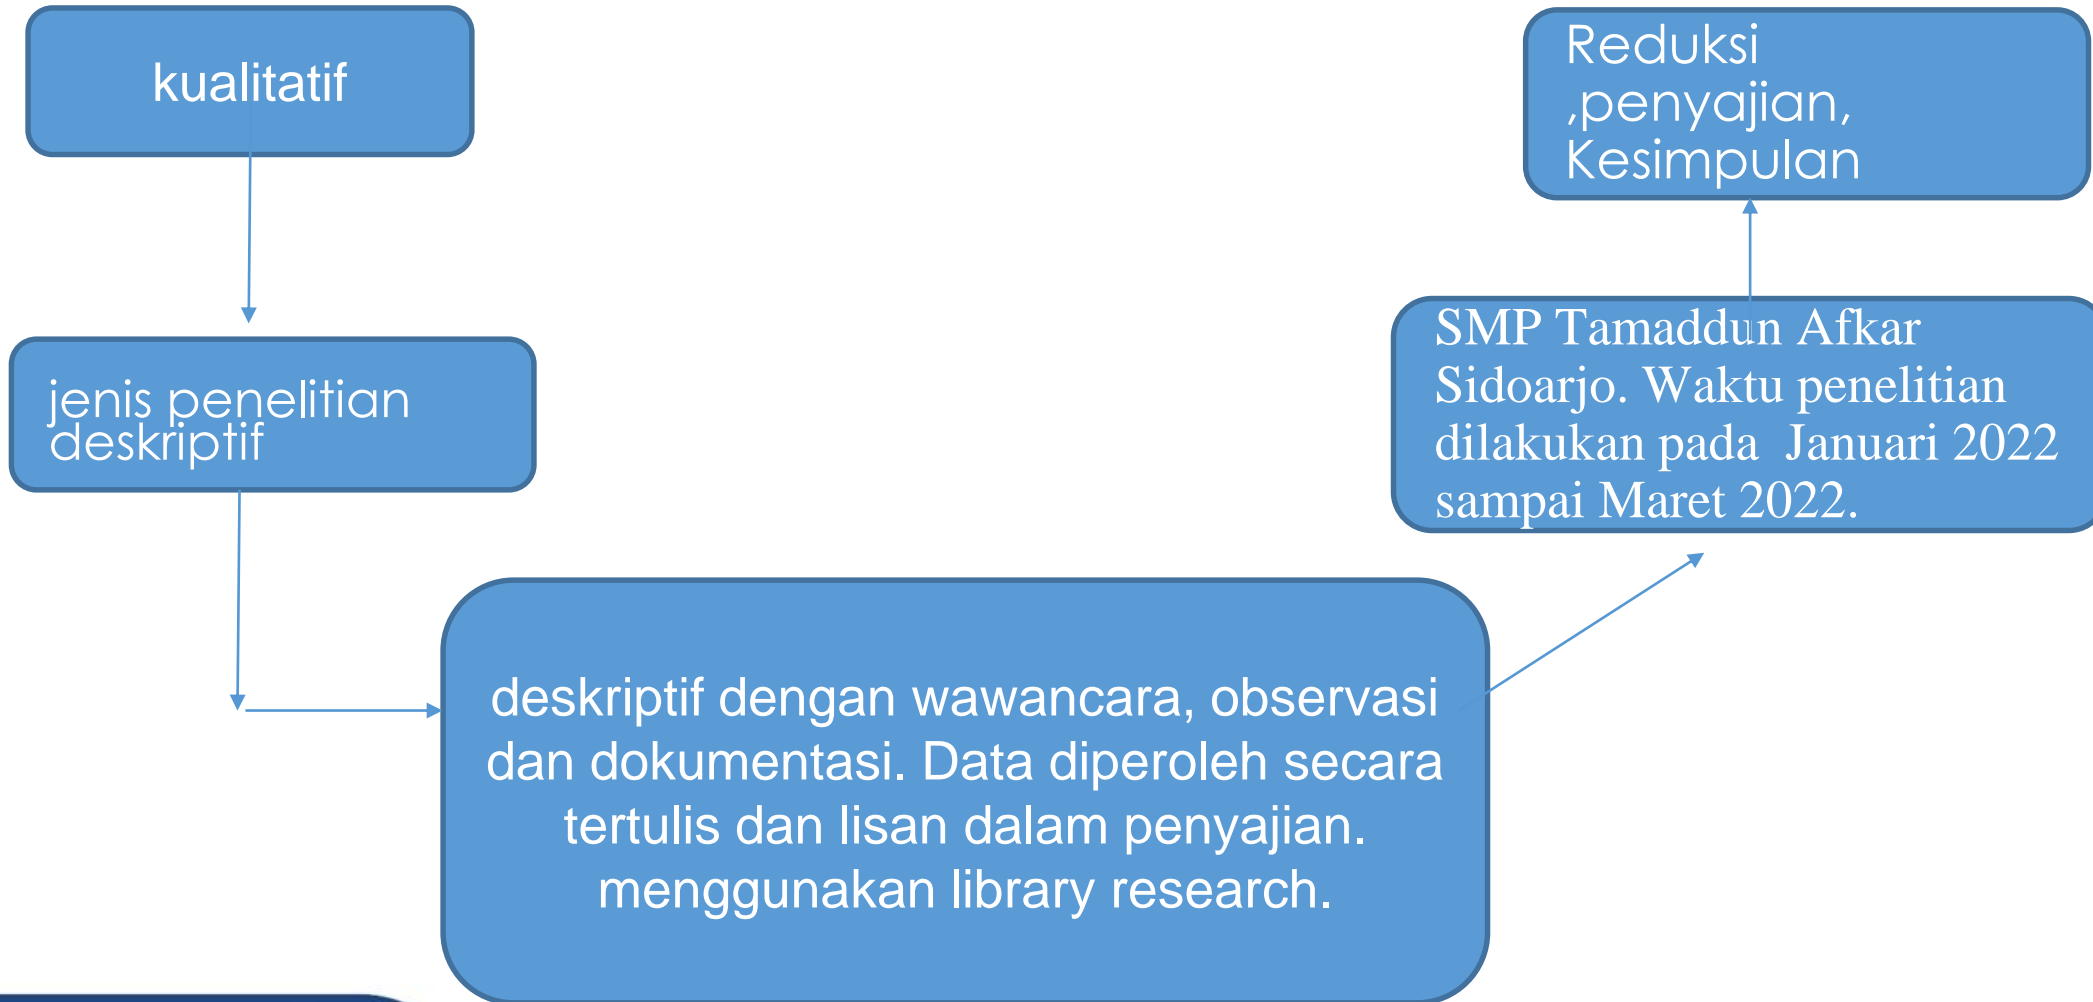 kualitatif
jenis penelitian
deskriptif
deskriptif dengan wawancara, observasi
dan dokumentasi. Data diperoleh secara
tertulis dan lisan dalam penyajian.
menggunakan library research.
SMP Tamaddun Afkar
Sidoarjo. Waktu penelitian
dilakukan pada  Januari 2022
sampai Maret 2022.
Reduksi
,penyajian,
Kesimpulan